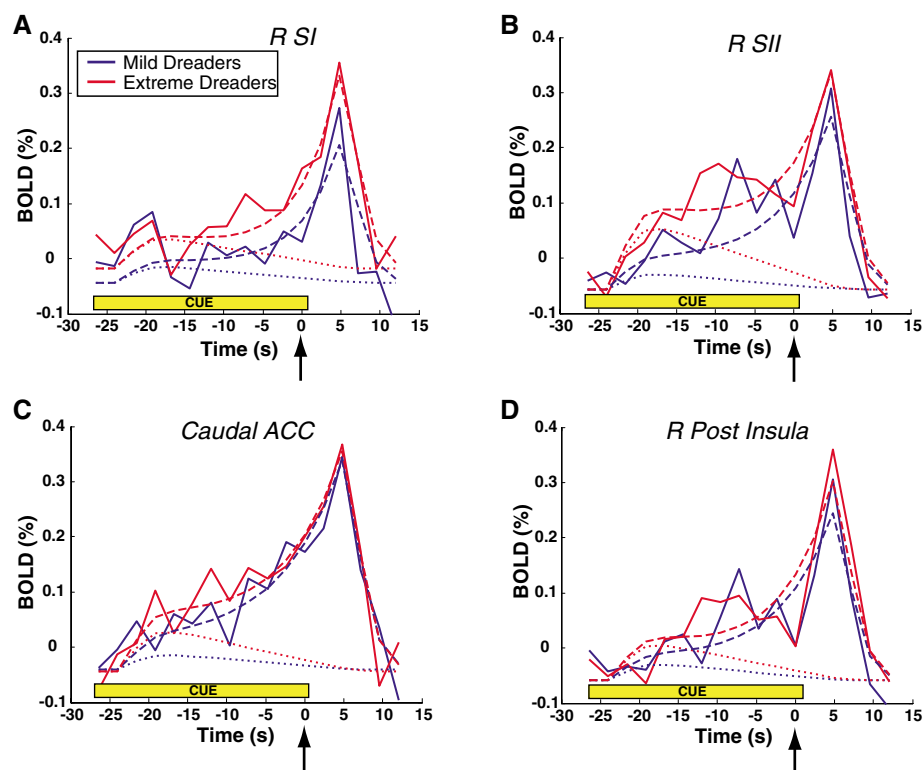 A
R SI
0.4
0.3
0.2
0.1
0
-0.1
BOLD (%)
Mild Dreaders
Extreme Dreaders
CUE
-30 -25 -20 -15 -10 -5 0 5 10 15
Time (s)
B
R SII
0.4
0.3
0.2
0.1
0
-0.1
BOLD (%)
CUE
-30 -25 -20 -15 -10 -5 0 5 10 15
Time (s)
C
Caudal ACC
0.4
0.3
0.2
0.1
0
-0.1
BOLD (%)
CUE
-30 -25 -20 -15 -10 -5 0 5 10 15
Time (s)
D
R Post Insula
0.4
0.3
0.2
0.1
0
-0.1
BOLD (%)
CUE
-30 -25 -20 -15 -10 -5 0 5 10 15
Time (s)